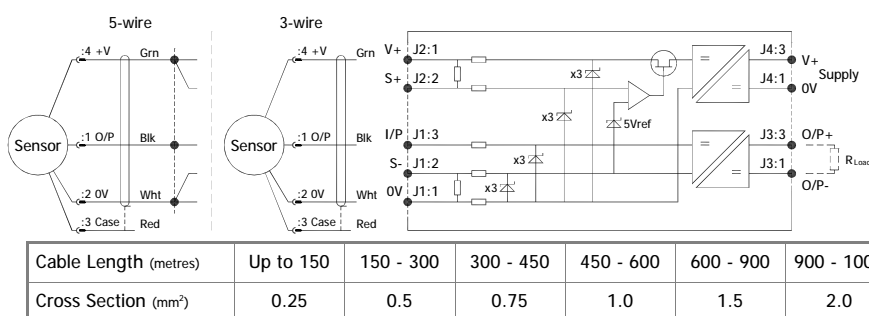 5-wire
3-wire
:4 +V Grn
:1 O/P Blk
:2 0V Wht
:3 Case Red
Sensor
:4 +V Grn
:1 O/P Blk
:2 0V Wht
:3 Case Red
Sensor
V+ J2:1
S+ J2:2
I/P J1:3
S- J1:2
0V J1:1
x3
x3
5Vref
x3
x3
J4:3 V+
Supply
J4:1 0V
J3:3 O/P+
RLoad
J3:1 O/P-
Cable Length (metres) Up to 150 150 - 300 300 - 450 450 - 600 600 - 900 900 - 100
Cross Section (mm²) 0.25 0.5 0.75 1.0 1.5 2.0